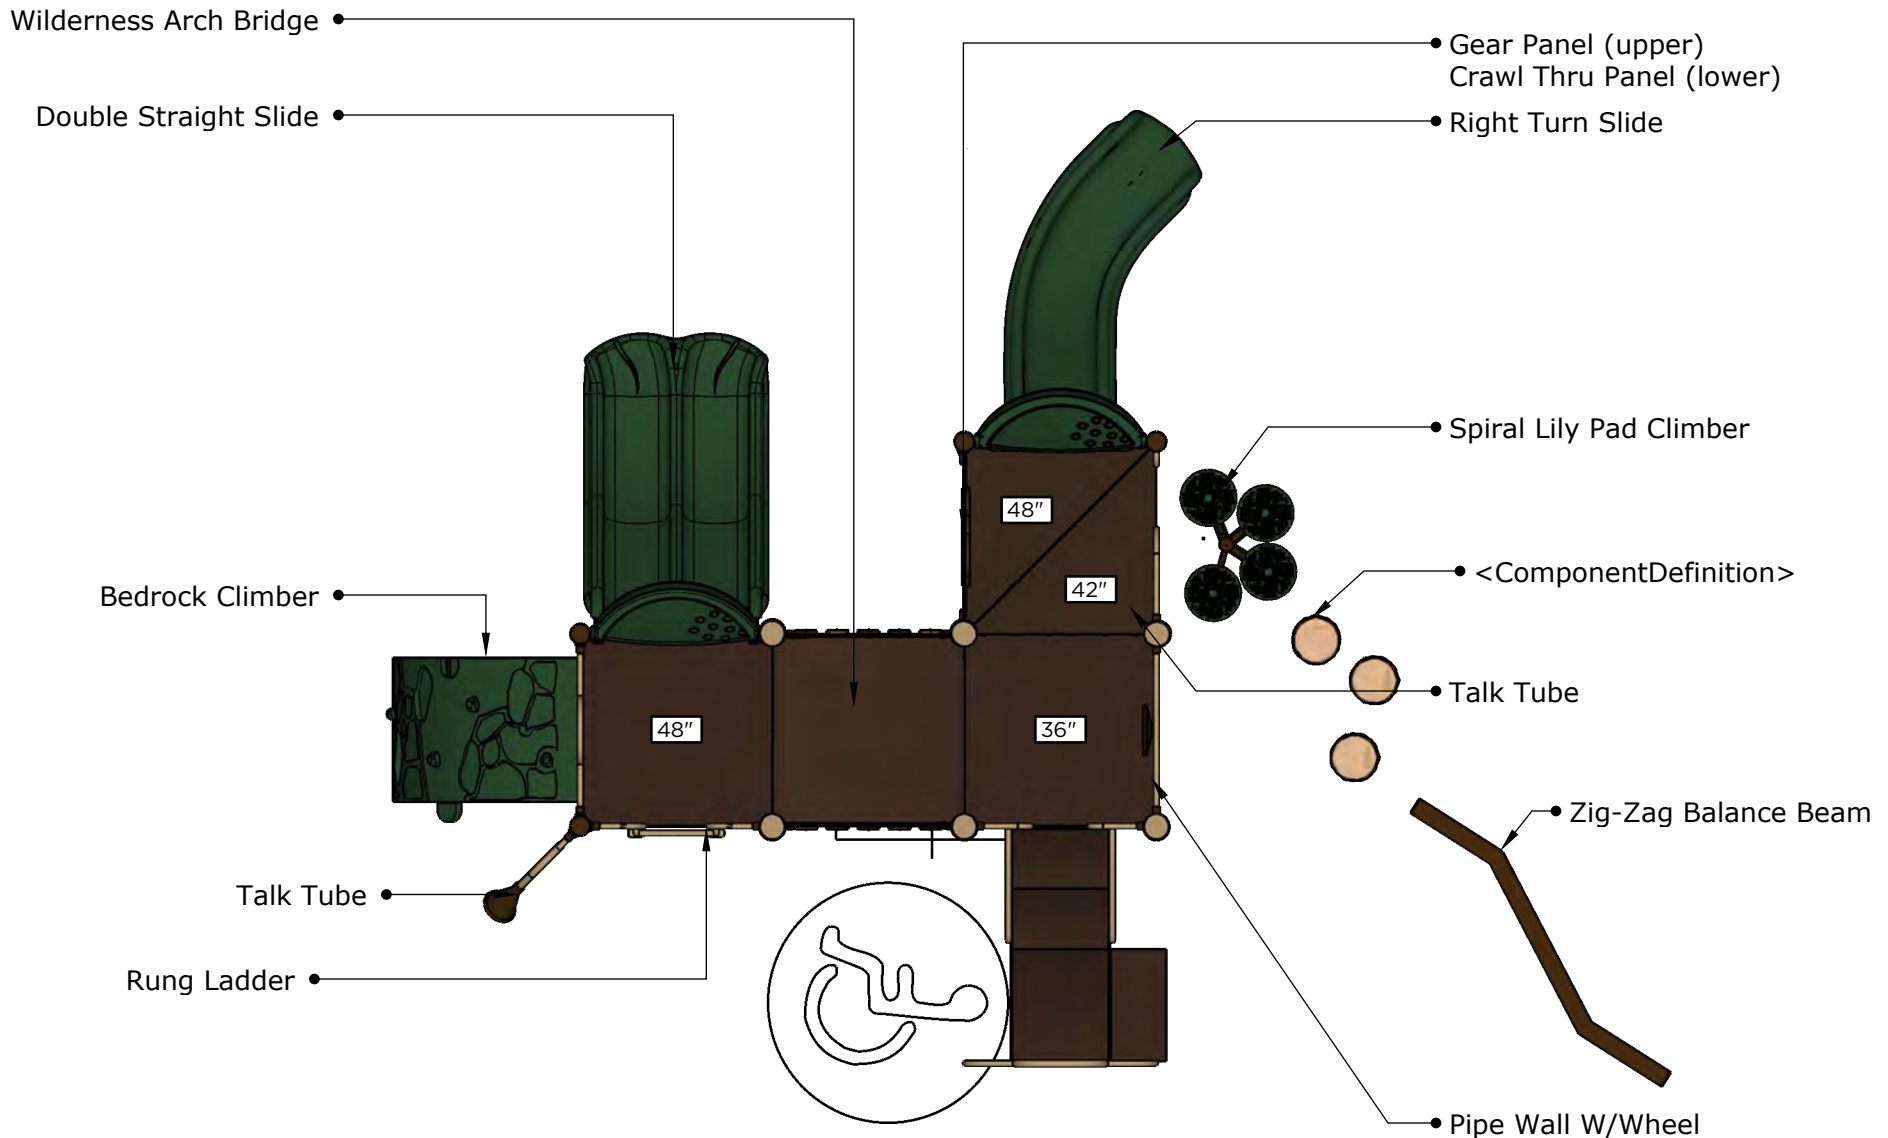 Wilderness Arch Bridge
Gear Panel (upper)
Crawl Thru Panel (lower)
Double Straight Slide
Right Turn Slide
Spiral Lily Pad Climber
48"
<ComponentDefinition>
42"
Bedrock Climber
Talk Tube
48"
36"
Zig-Zag Balance Beam
Talk Tube
Rung Ladder
Pipe Wall W/Wheel